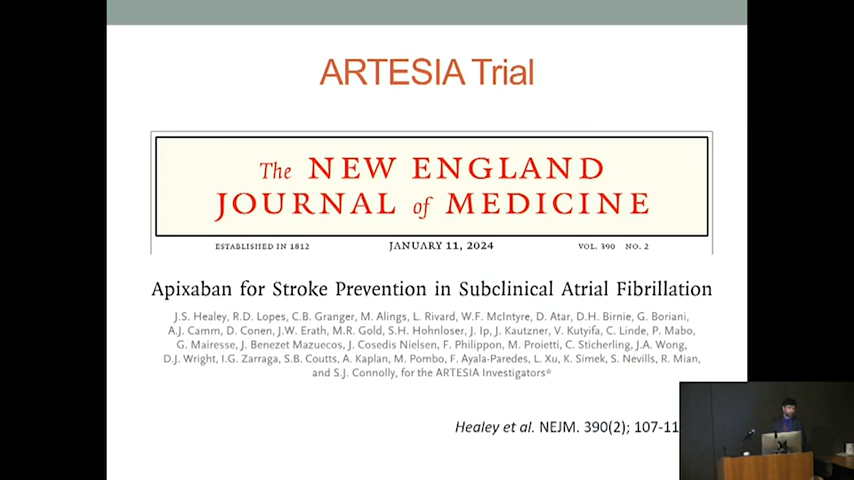 ARTESIA Trial
The NEW ENGLAND
JOURNAL of MEDICINE
ESTABLISHED IN 1812 JANUARY 11, 2024 VOL. 390 NO. 2
Apixaban for Stroke Prevention in Subclinical Atrial Fibrillation
J.S. Healey, R.D. Lopes, C.B. Granger, M. Alings, L. Rivard, W.F. McIntyre, D. Atar, D.H. Birnie, G. Boriani,
A.J. Camm, D. Conen, J.W. Erath, M.R. Gold, S.H. Hohnloser, J. Ip, J. Kautzner, V. Kutyifa, C. Linde, P. Mabo,
G. Mairesse, J. Benezet Mazuecos, J. Cosedis Nielsen, F. Philippon, M. Proietti, C. Sticherling, J.A. Wong,
D.J. Wright, I.G. Zarraga, S.B. Coutts, A. Kaplan, M. Pombo, F. Ayala-Paredes, L. Xu, K. Simek, S. Nevills, R. Mian,
and S.J. Connolly, for the ARTESIA Investigators*
Healey et al. NEJM. 390(2); 107-11